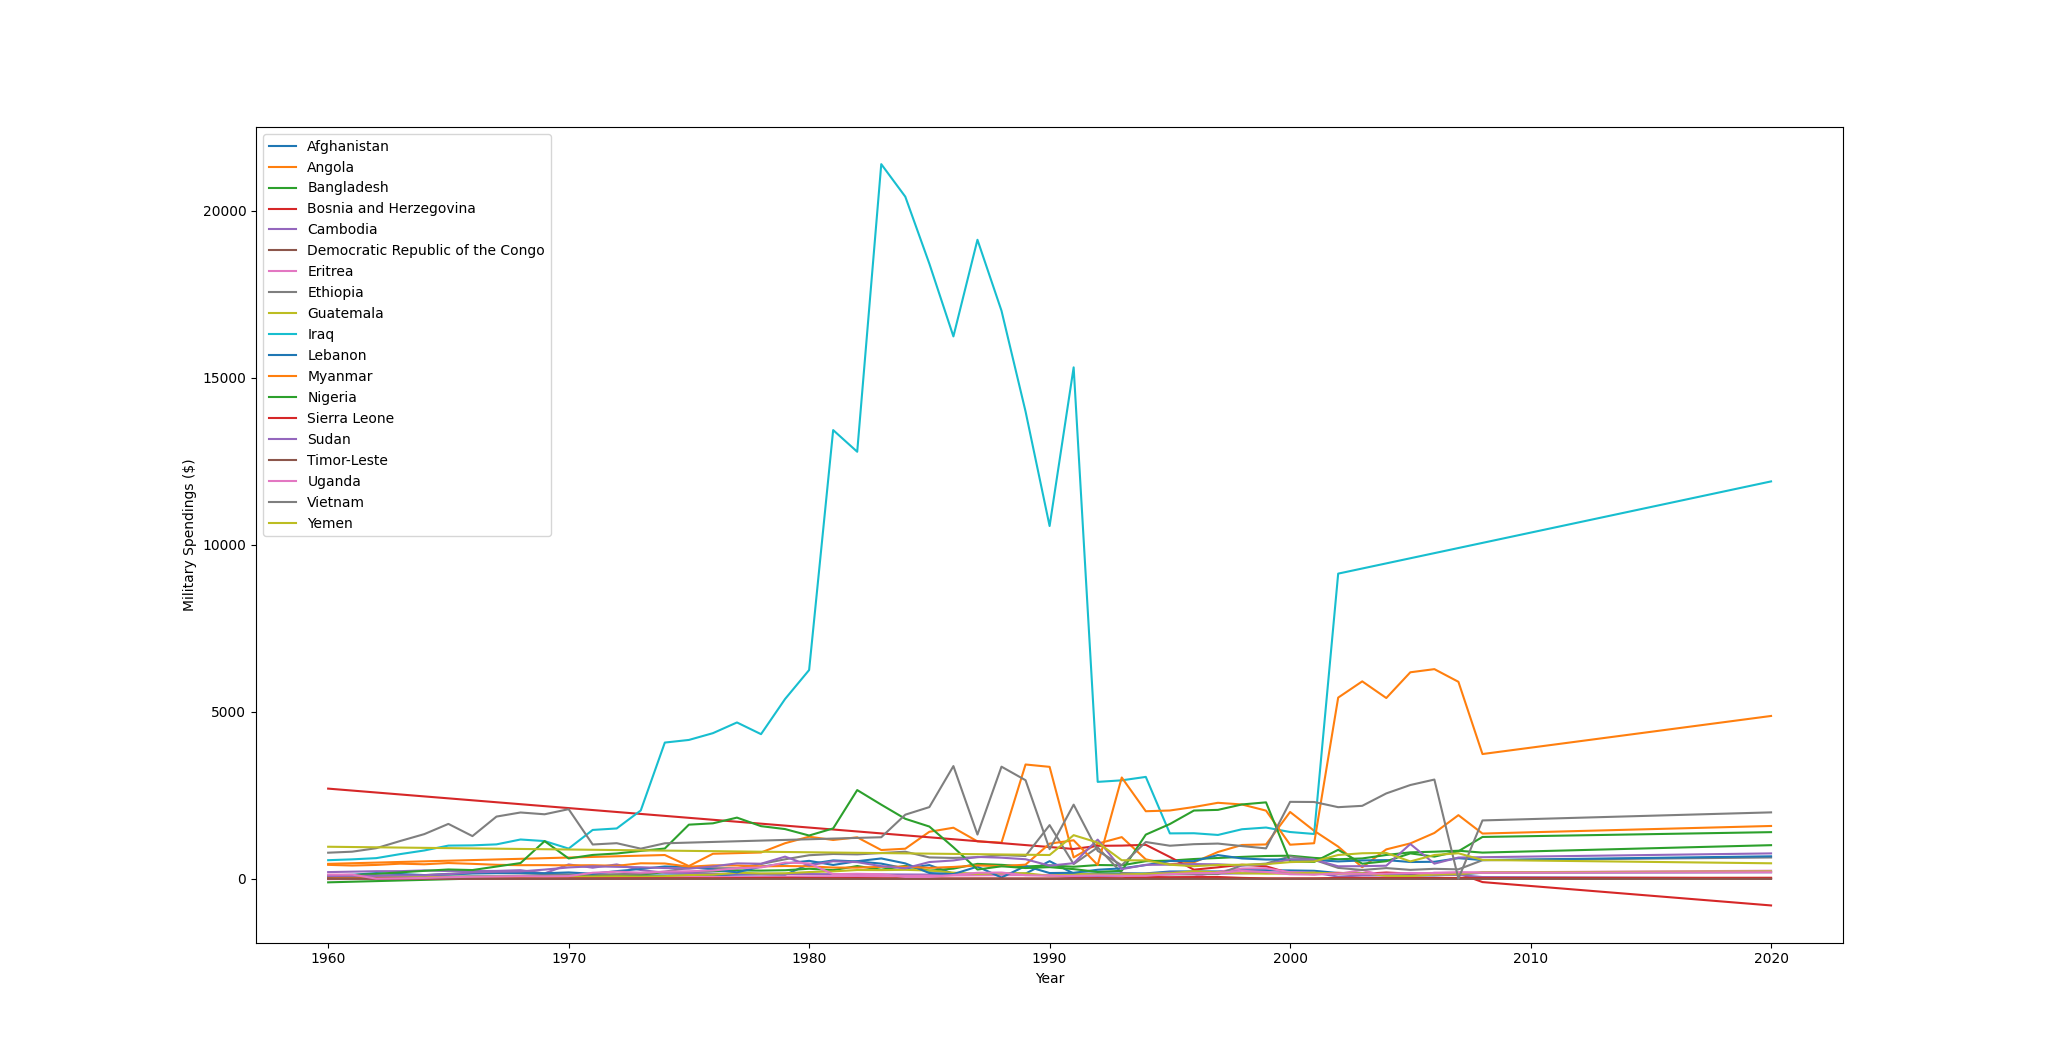 Afghanistan
Angola
Bangladesh
Bosnia and Herzegovina
Cambodia
Democratic Republic of the Congo
Eritrea
Ethiopia
Guatemala
Iraq
Lebanon
Myanmar
Nigeria
Sierra Leone
Sudan
Timor-Leste
Uganda
Vietnam
Yemen
Military Spendings ($)
20000
15000
10000
5000
0
1960 1970 1980 1990 2000 2010 2020
Year